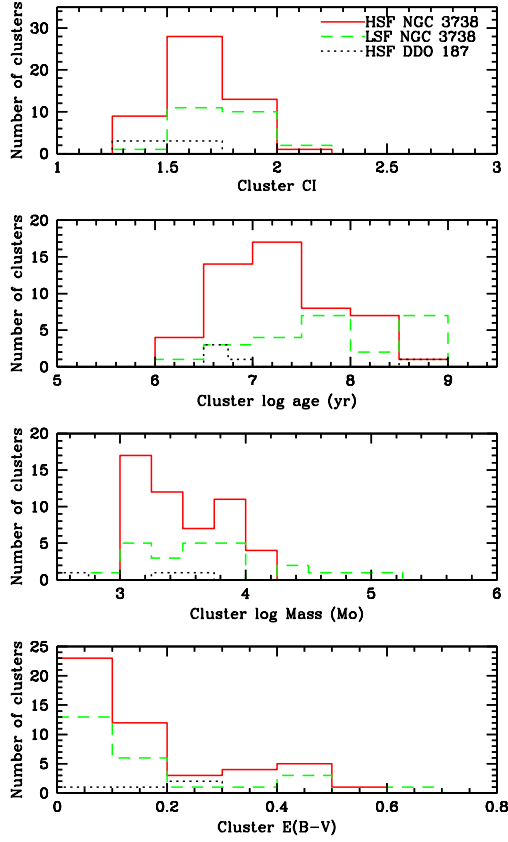 HSF NGC 3738
LSF NGC 3738
HSF DDO 187
Number of clusters
30
20
10
0
1 1.5 2 2.5 3
Cluster CI
Number of clusters
20
15
10
5
0
5 6 7 8 9
Cluster log age (yr)
Number of clusters
20
15
10
5
0
3 4 5 6
Cluster log Mass (Mo)
Number of clusters
25
20
15
10
5
0
0 0.2 0.4 0.6 0.8
Cluster E(B-V)